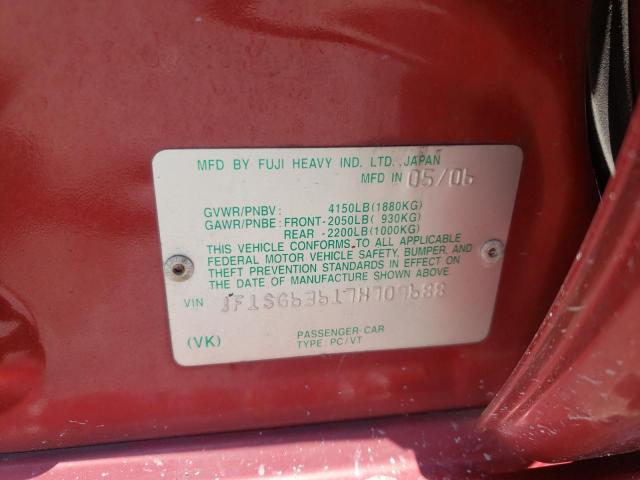 MFD BY FUJI HEAVY IND. LTD. JAPAN
MFD IN 05/06
GVWR/PNBV: 4150LB(1880KG)
GAWR/PNBE: FRONT-2050LB( 930KG)
REAR -2200LB(1000KG)
THIS VEHICLE CONFORMS TO ALL APPLICABLE
FEDERAL MOTOR VEHICLE SAFETY, BUMPER, AND
THEFT PREVENTION STANDARDS IN EFFECT ON
THE DATE OF MANUFACTURE SHOWN ABOVE.
VIN
(VK) PASSENGER-CAR
TYPE: PC/VT